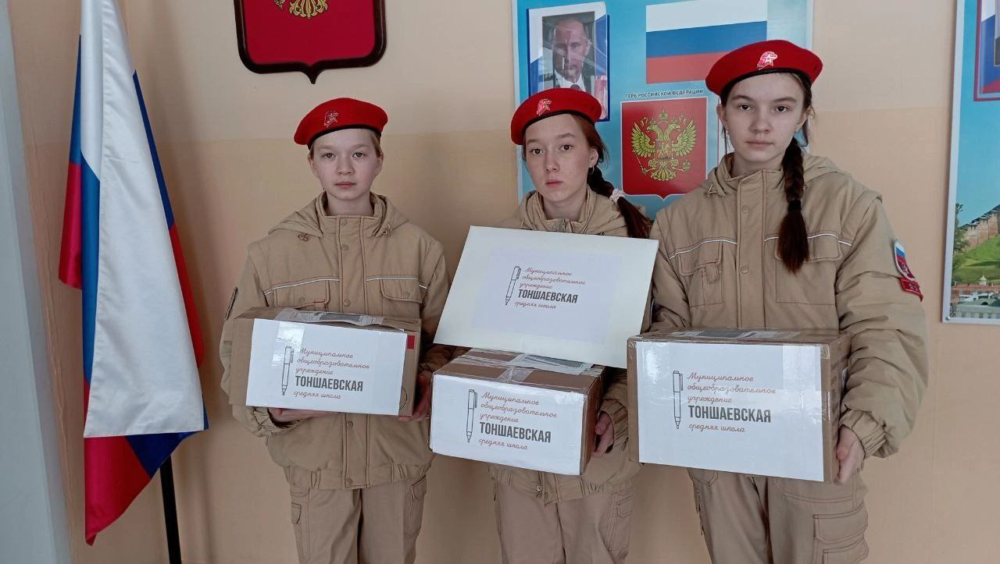 ГЕРБ РОССИЙСКОЙ ФЕДЕРАЦИИ
Муниципальное
общеобразовательное
учреждение
ТОНШАЕВСКАЯ
средняя школа
Муниципальное
общеобразовательное
учреждение
ТОНШАЕВСКАЯ
средняя школа
Муниципальное
общеобразовательное
учреждение
ТОНШАЕВСКАЯ
средняя школа
Муниципальное
общеобразовательное
учреждение
ТОНШАЕВСКАЯ
средняя школа